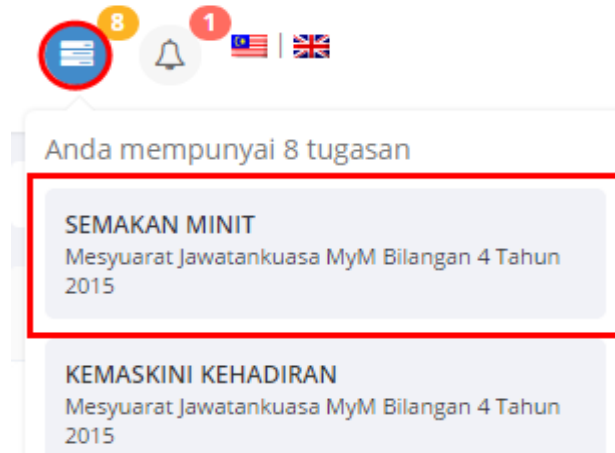 8
1
|
Anda mempunyai 8 tugasan
SEMAKAN MINIT
Mesyuarat Jawatankuasa MyM Bilangan 4 Tahun
2015
KEMASKINI KEHADIRAN
Mesyuarat Jawatankuasa MyM Bilangan 4 Tahun
2015